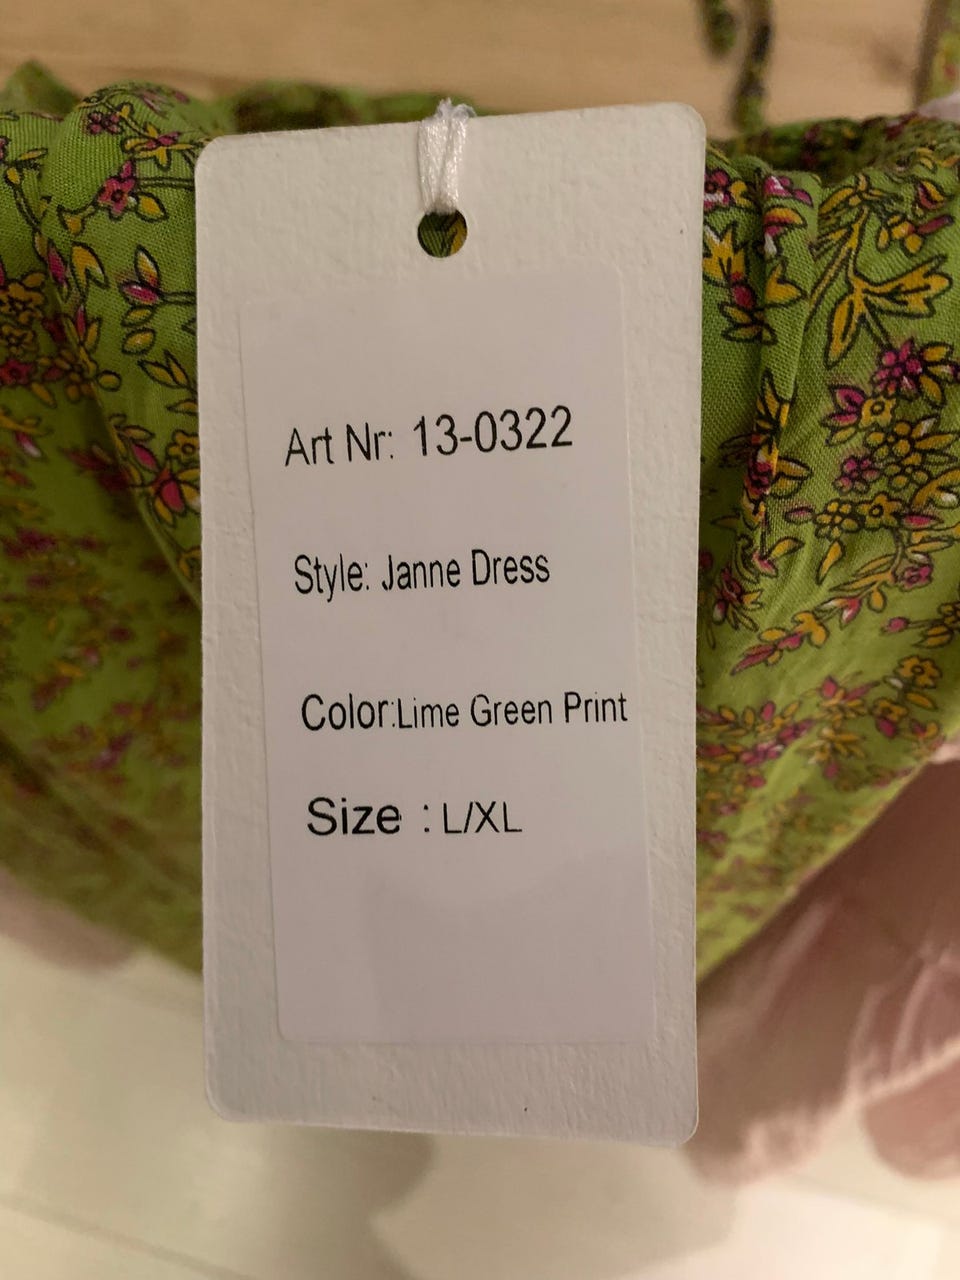 Art Nr: 13-0322
Style: Janne Dress
Color:Lime Green Print
Size : L/XL